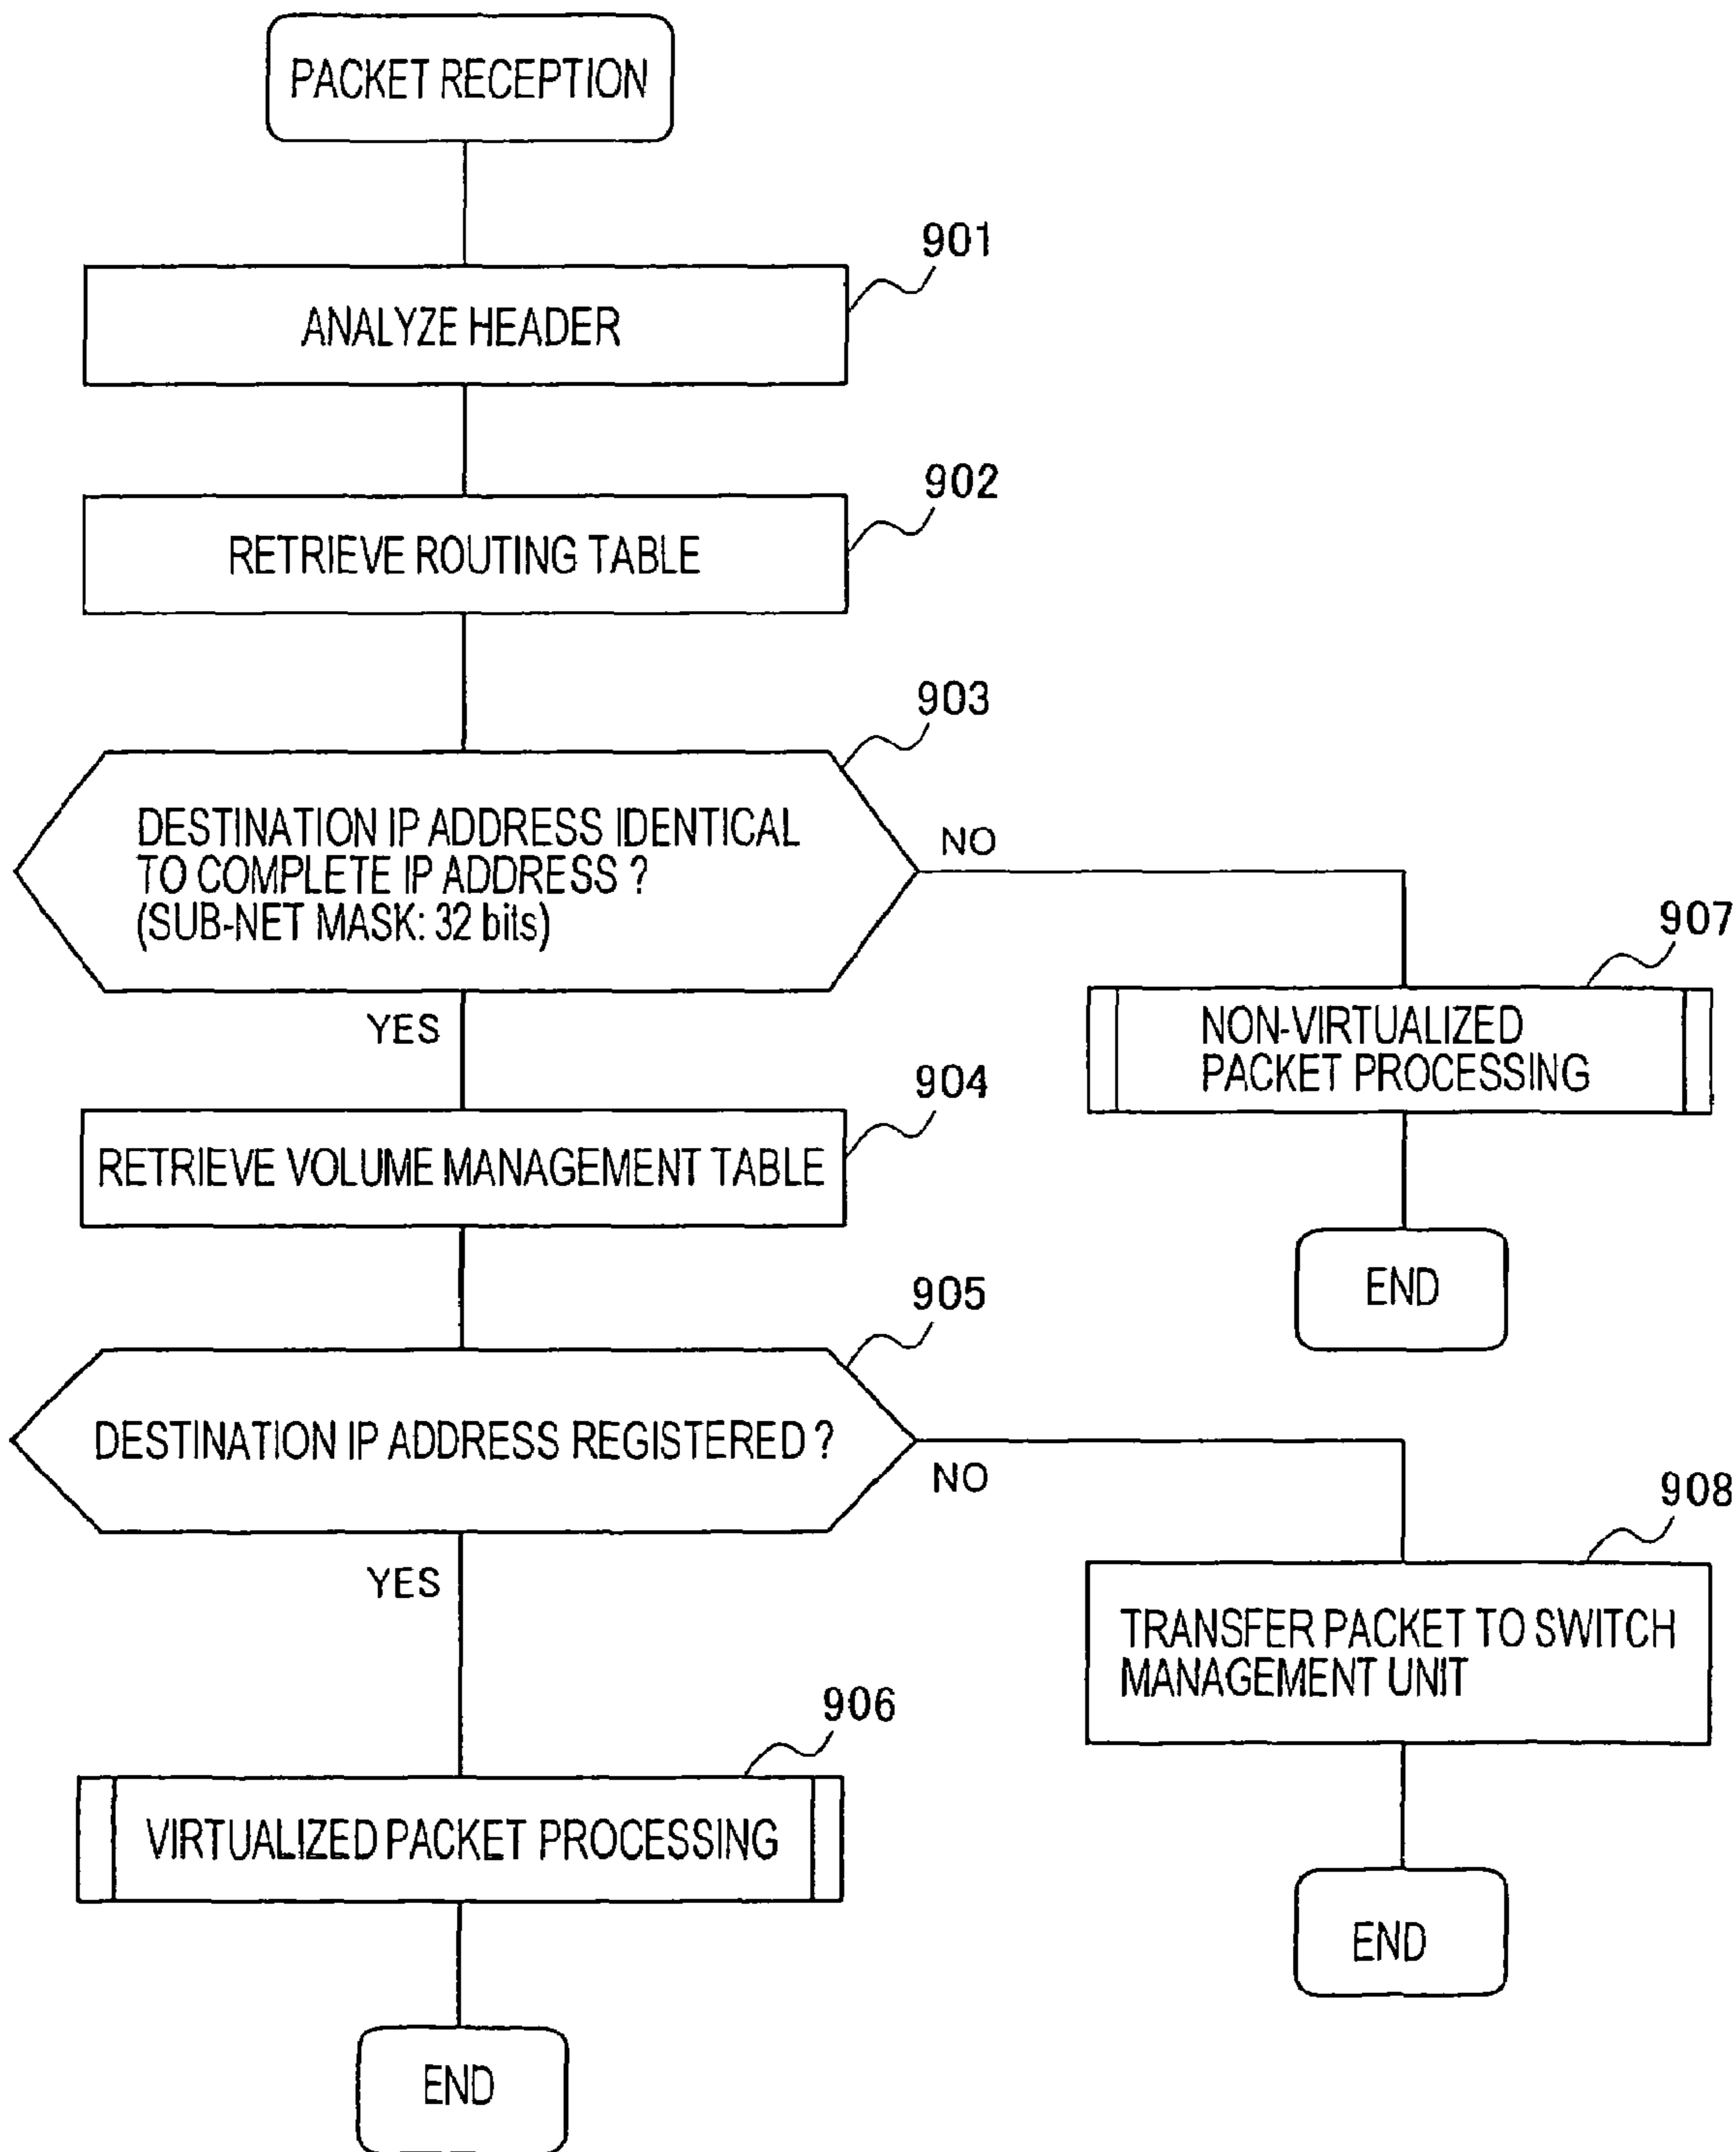 PACKET RECEPTION
901
ANALYZE HEADER
902
RETRIEVE ROUTING TABLE
903
DESTINATION IP ADDRESS IDENTICAL
TO COMPLETE IP ADDRESS ?
(SUB-NET MASK: 32 bits)
NO
907
NON-VIRTUALIZED
PACKET PROCESSING
END
YES
904
RETRIEVE VOLUME MANAGEMENT TABLE
905
DESTINATION IP ADDRESS REGISTERED ?
NO
908
TRANSFER PACKET TO SWITCH
MANAGEMENT UNIT
END
YES
906
VIRTUALIZED PACKET PROCESSING
END